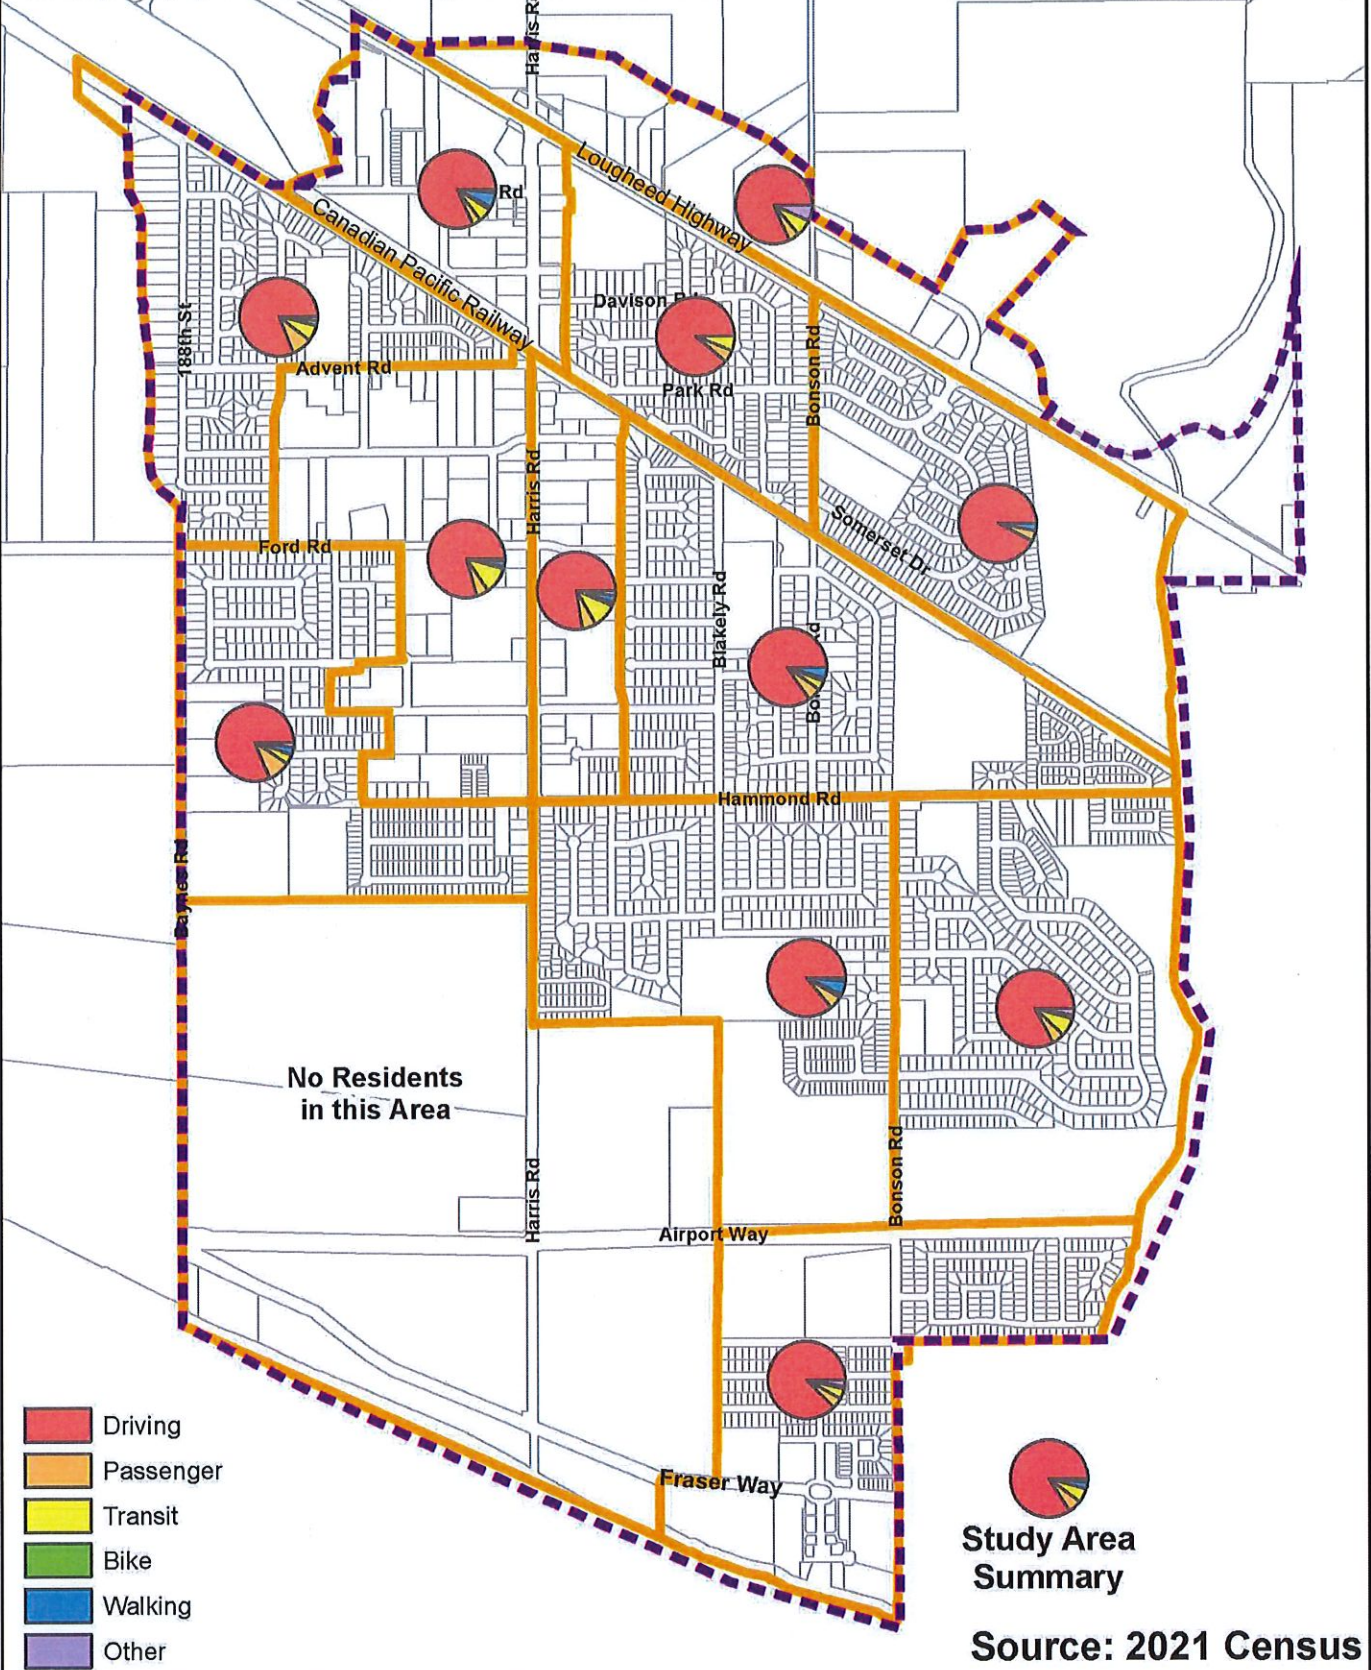 Harris R
Rd
Lougheed Highway
Canadian Pacific Railway
188th St
Davison
Advent Rd
Park Rd
Bonson Rd
Harris Rd
Somerset Dr
Ford Rd
Blakely Rd
Bo
Hammond Rd
Baynes Rd
No Residents
in this Area
Harris Rd
Bonson Rd
Airport Way
Fraser Way
Driving
Passenger
Transit
Bike
Walking
Other
Study Area
Summary
Source: 2021 Census